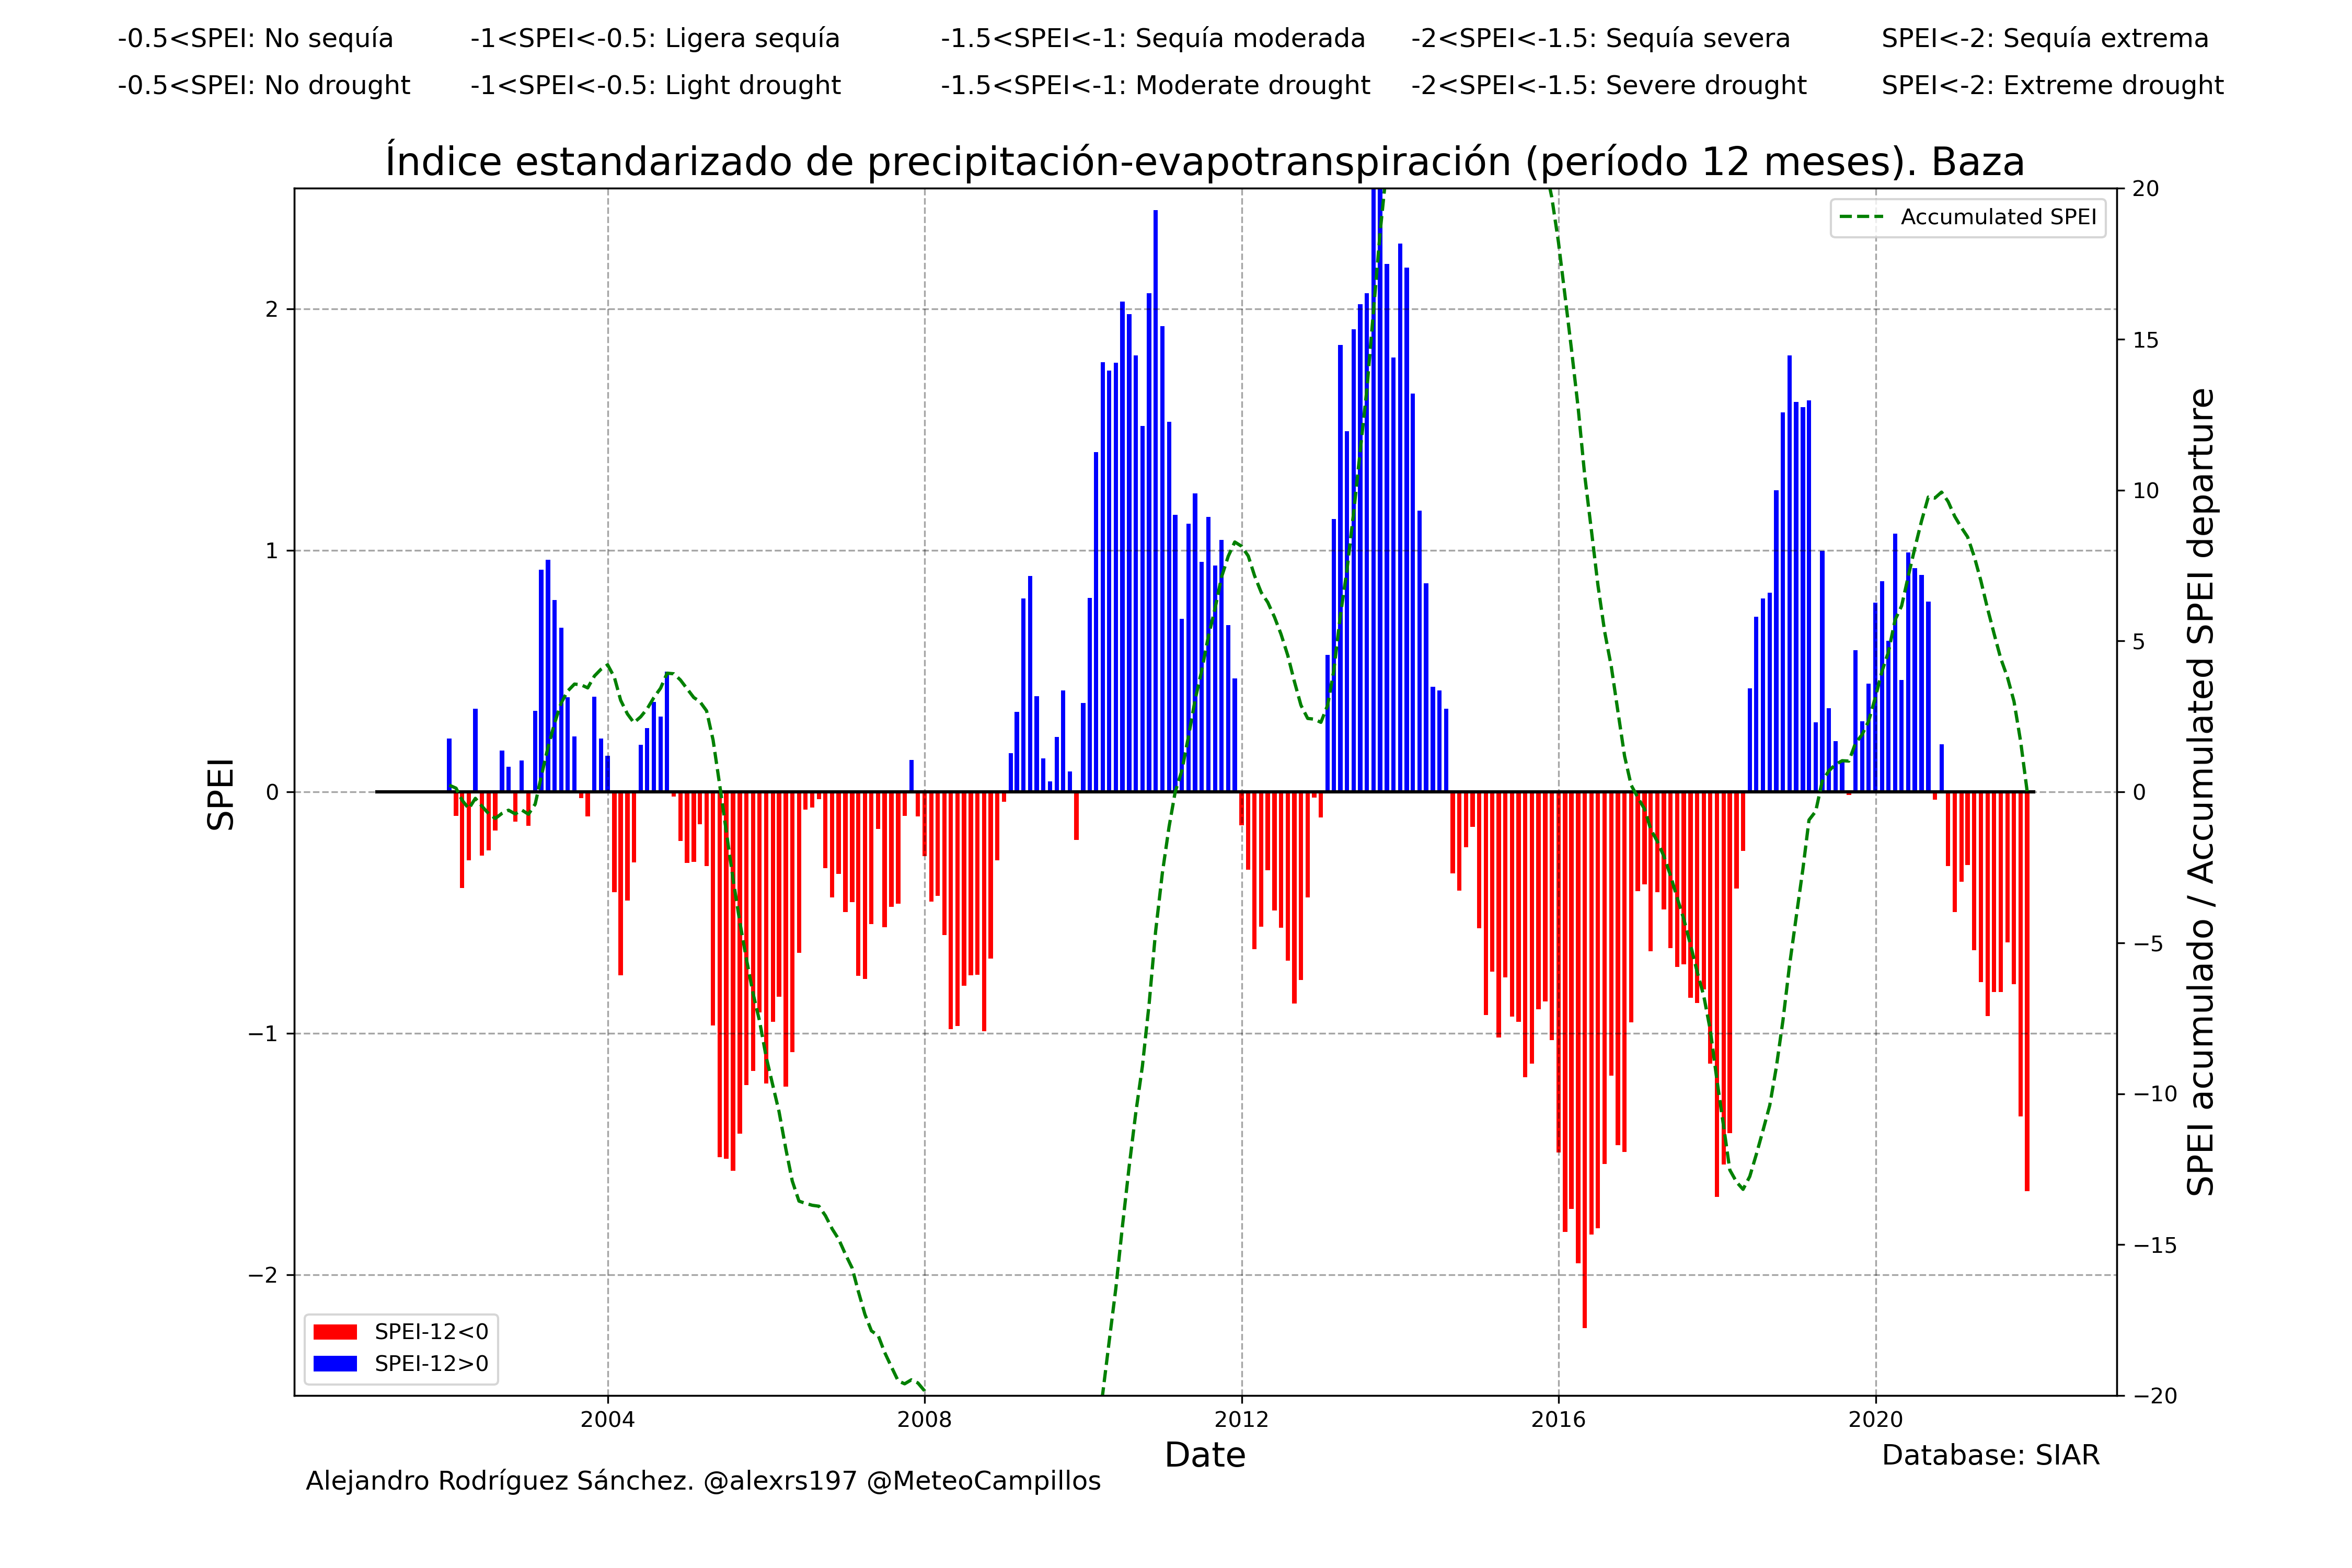 -0.5<SPEI: No sequía -1<SPEI<-0.5: Ligera sequía -1.5<SPEI<-1: Sequía moderada -2<SPEI<-1.5: Sequía severa SPEI<-2: Sequía extrema
-0.5<SPEI: No drought -1<SPEI<-0.5: Light drought -1.5<SPEI<-1: Moderate drought -2<SPEI<-1.5: Severe drought SPEI<-2: Extreme drought
Índice estandarizado de precipitación-evapotranspiración (período 12 meses). Baza
Accumulated SPEI
SPEI
2
1
0
−1
−2
20
15
10
5
0
−5
−10
−15
−20
SPEI acumulado / Accumulated SPEI departure
SPEI-12<0
SPEI-12>0
2004 2008 2012 2016 2020
Date
Database: SIAR
Alejandro Rodríguez Sánchez. @alexrs197 @MeteoCampillos